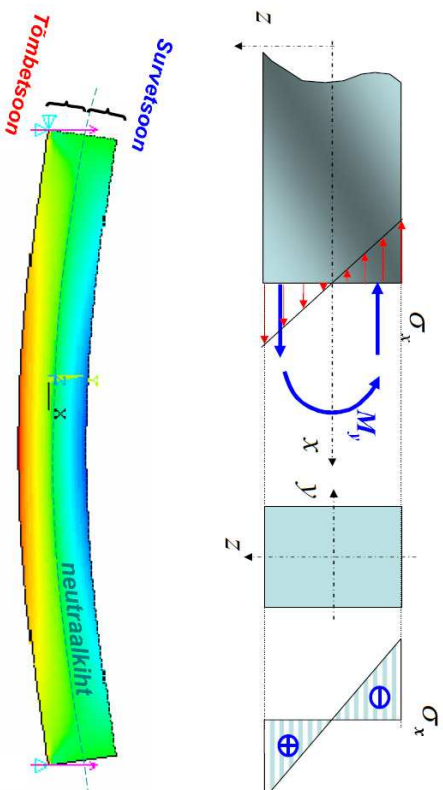 z
σx
My
x
y
z
σx
⊖
⊕
Survetsoon
Tõmbetsoon
X
neutraalkiht